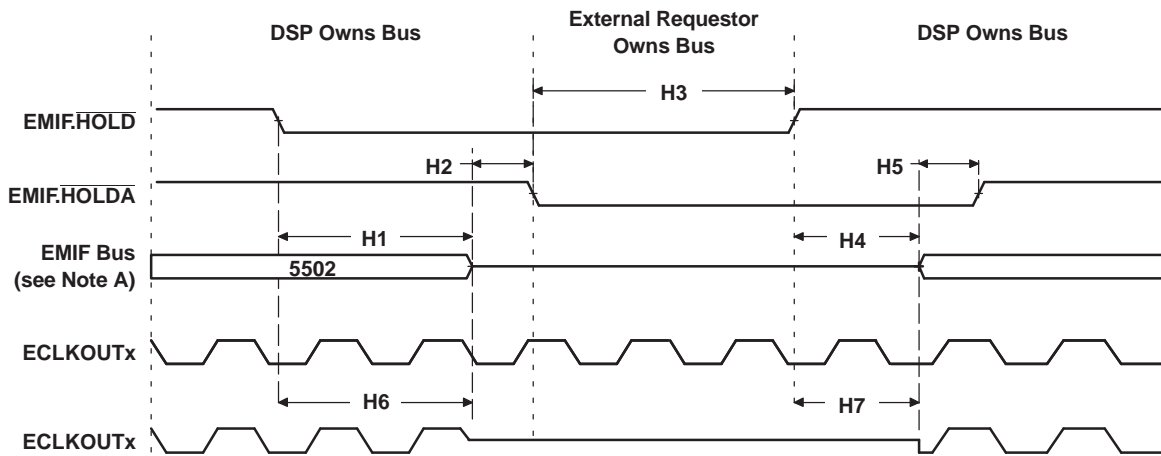 DSP Owns Bus
External Requestor
Owns Bus
DSP Owns Bus
H3
EMIF.HOLD
H2
H5
EMIF.HOLDA
H1
H4
EMIF Bus
(see Note A)
5502
ECLKOUTx
H6
H7
ECLKOUTx